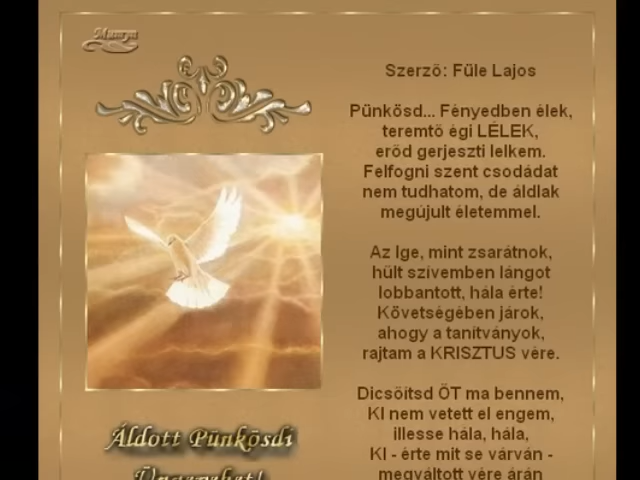 Szerző: Füle Lajos
Pünkösd... Fényedben élek,
teremtő égi LÉLEK,
erőd gerjeszti lelkem.
Felfogni szent csodádat
nem tudhatom, de áldlak
megújult életemmel.
Az Ige, mint zsarátnok,
hűlt szívemben lángot
lobbantott, hála érte!
Követségében járok,
ahogy a tanítványok,
rajtam a KRISZTUS vére.
Dicsőítsd ŐT ma bennem,
KI nem vetett el engem,
illesse hála, hála,
KI - érte mit se várván -
megváltott vére árán
Áldott Pünkösdi